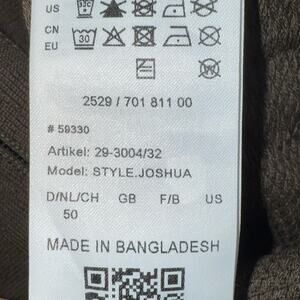 US
CN
EU
30
2529 / 701 811 00
# 59330
Artikel: 29-3004/32
Model: STYLE.JOSHUA
D/NL/CH GB F/B US
50
MADE IN BANGLADESH